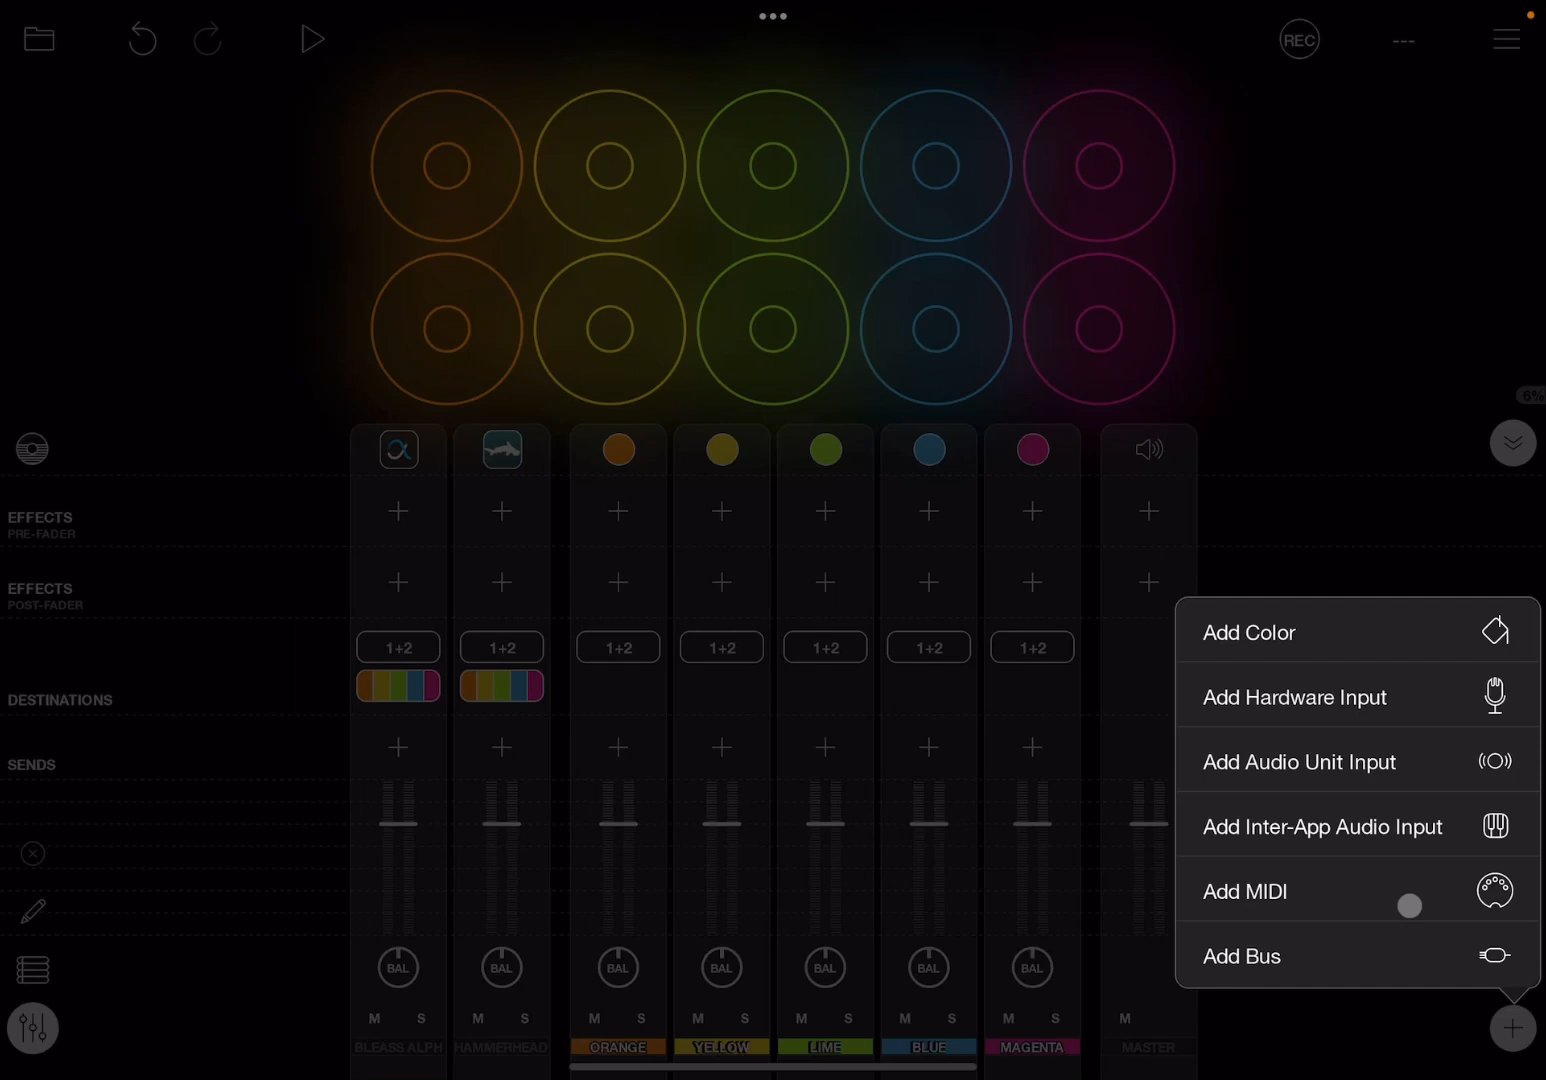 REC
---
6%
EFFECTS
PRE-FADER
EFFECTS
POST-FADER
1+2 1+2 1+2 1+2 1+2 1+2 1+2
DESTINATIONS
SENDS
BAL BAL BAL BAL BAL BAL BAL
M S M S M S M S M S M S M S M
BLEASS ALPH HAMMERHEAD ORANGE YELLOW LIME BLUE MAGENTA MASTER
Add Color
Add Hardware Input
Add Audio Unit Input
Add Inter-App Audio Input
Add MIDI
Add Bus